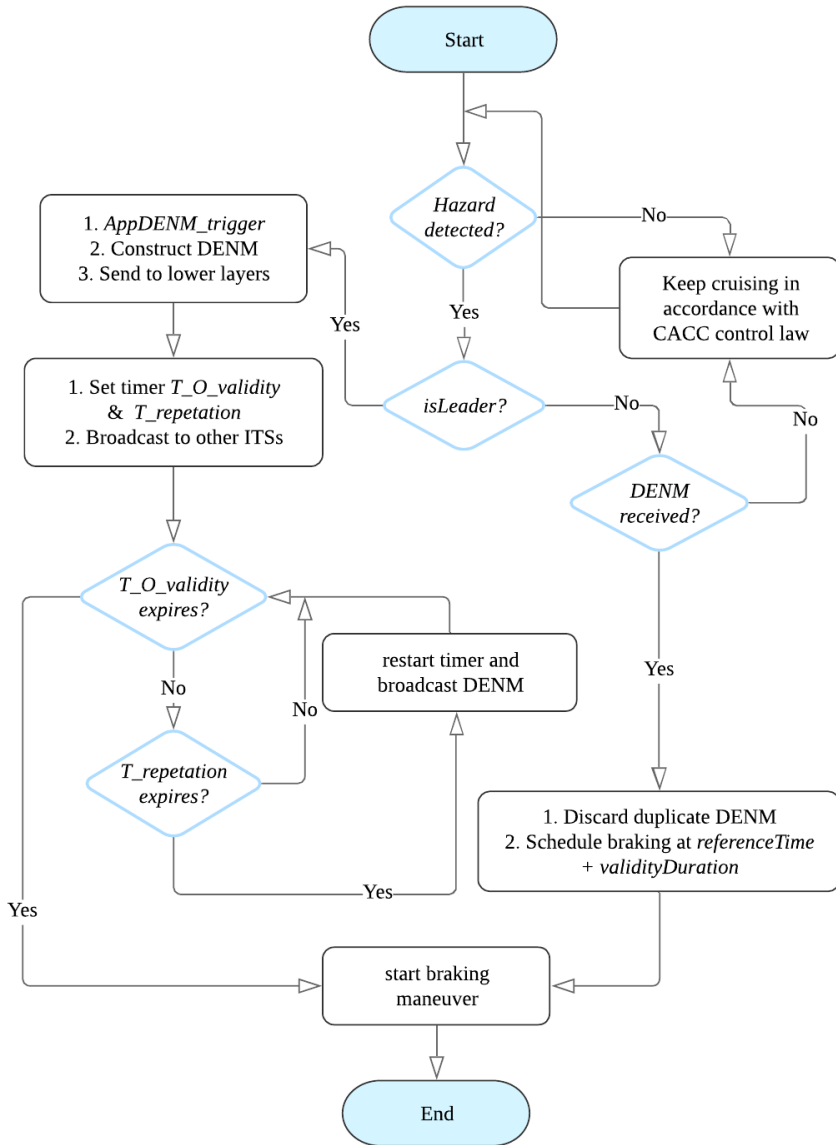 Start
Hazard
detected?
No
Yes
Keep cruising in
accordance with
CACC control law
1. AppDENM_trigger
2. Construct DENM
3. Send to lower layers
Yes
isLeader?
No
No
1. Set timer T_O_validity
& T_repetation
2. Broadcast to other ITSs
DENM
received?
T_O_validity
expires?
restart timer and
broadcast DENM
Yes
No
No
T_repetation
expires?
1. Discard duplicate DENM
2. Schedule braking at referenceTime
+ validityDuration
Yes
Yes
start braking
maneuver
End